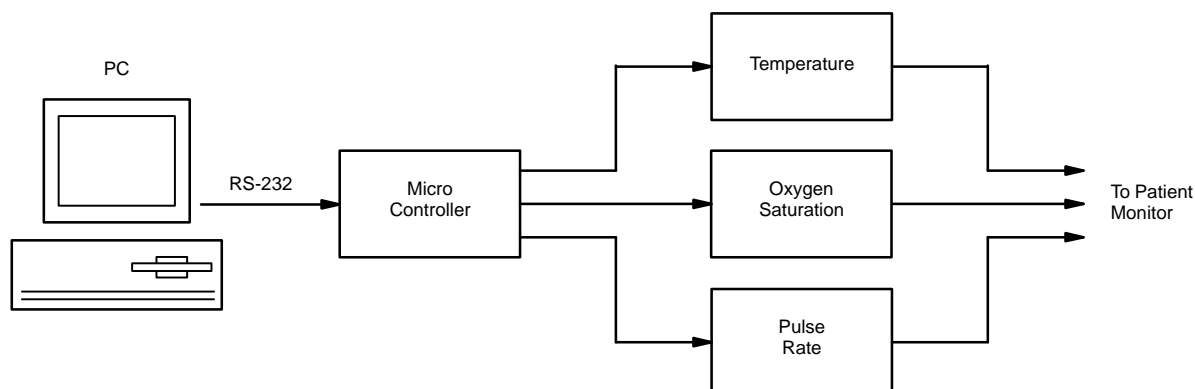 PC
RS-232
Micro
Controller
Temperature
Oxygen
Saturation
Pulse
Rate
To Patient
Monitor